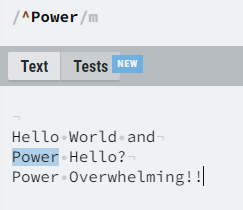 /^Power/m
Text Tests NEW
¬
Hello·World·and¬
Power·Hello?¬
Power·Overwhelming!!